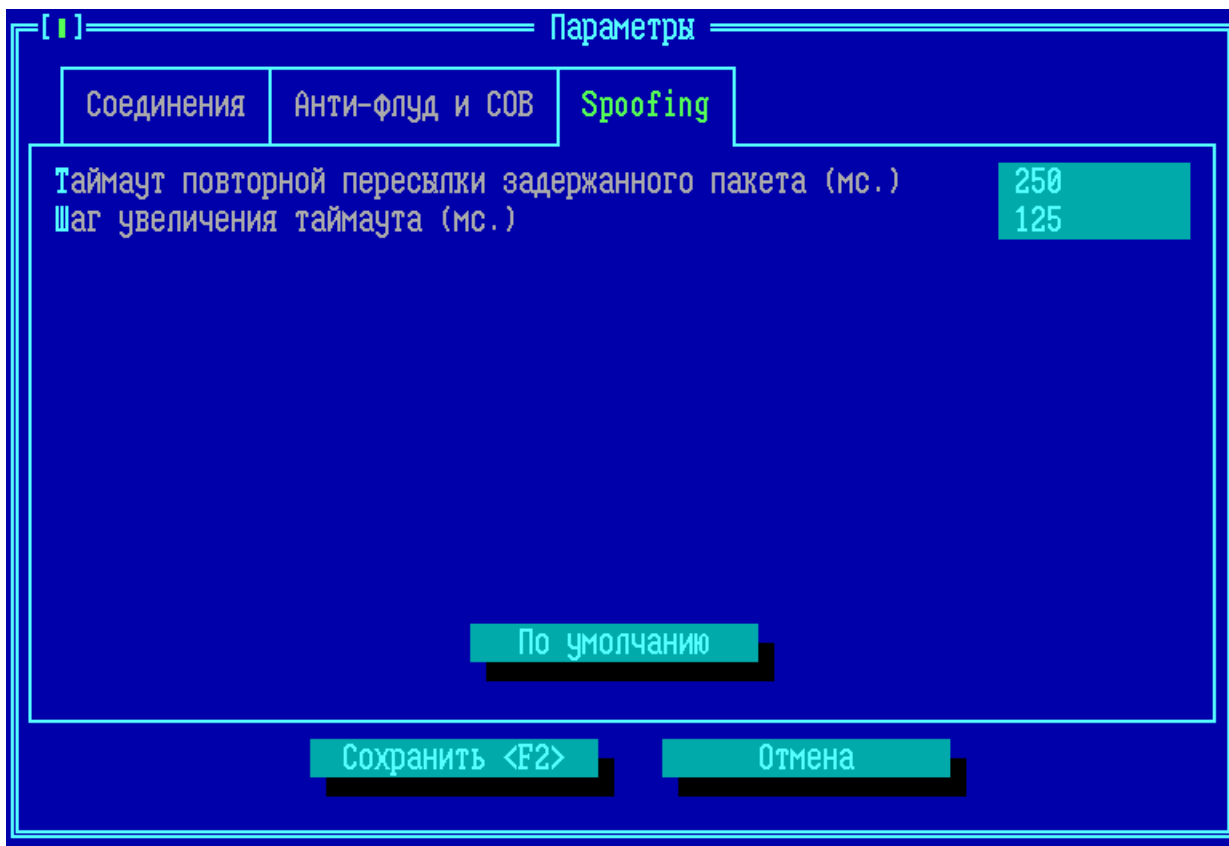 Параметры
Соединения Анти-флуд и СОВ Spoofing
Таймаут повторной пересылки задержанного пакета (мс.) 250
Шаг увеличения таймаута (мс.) 125
По умолчанию
Сохранить <F2> Отмена